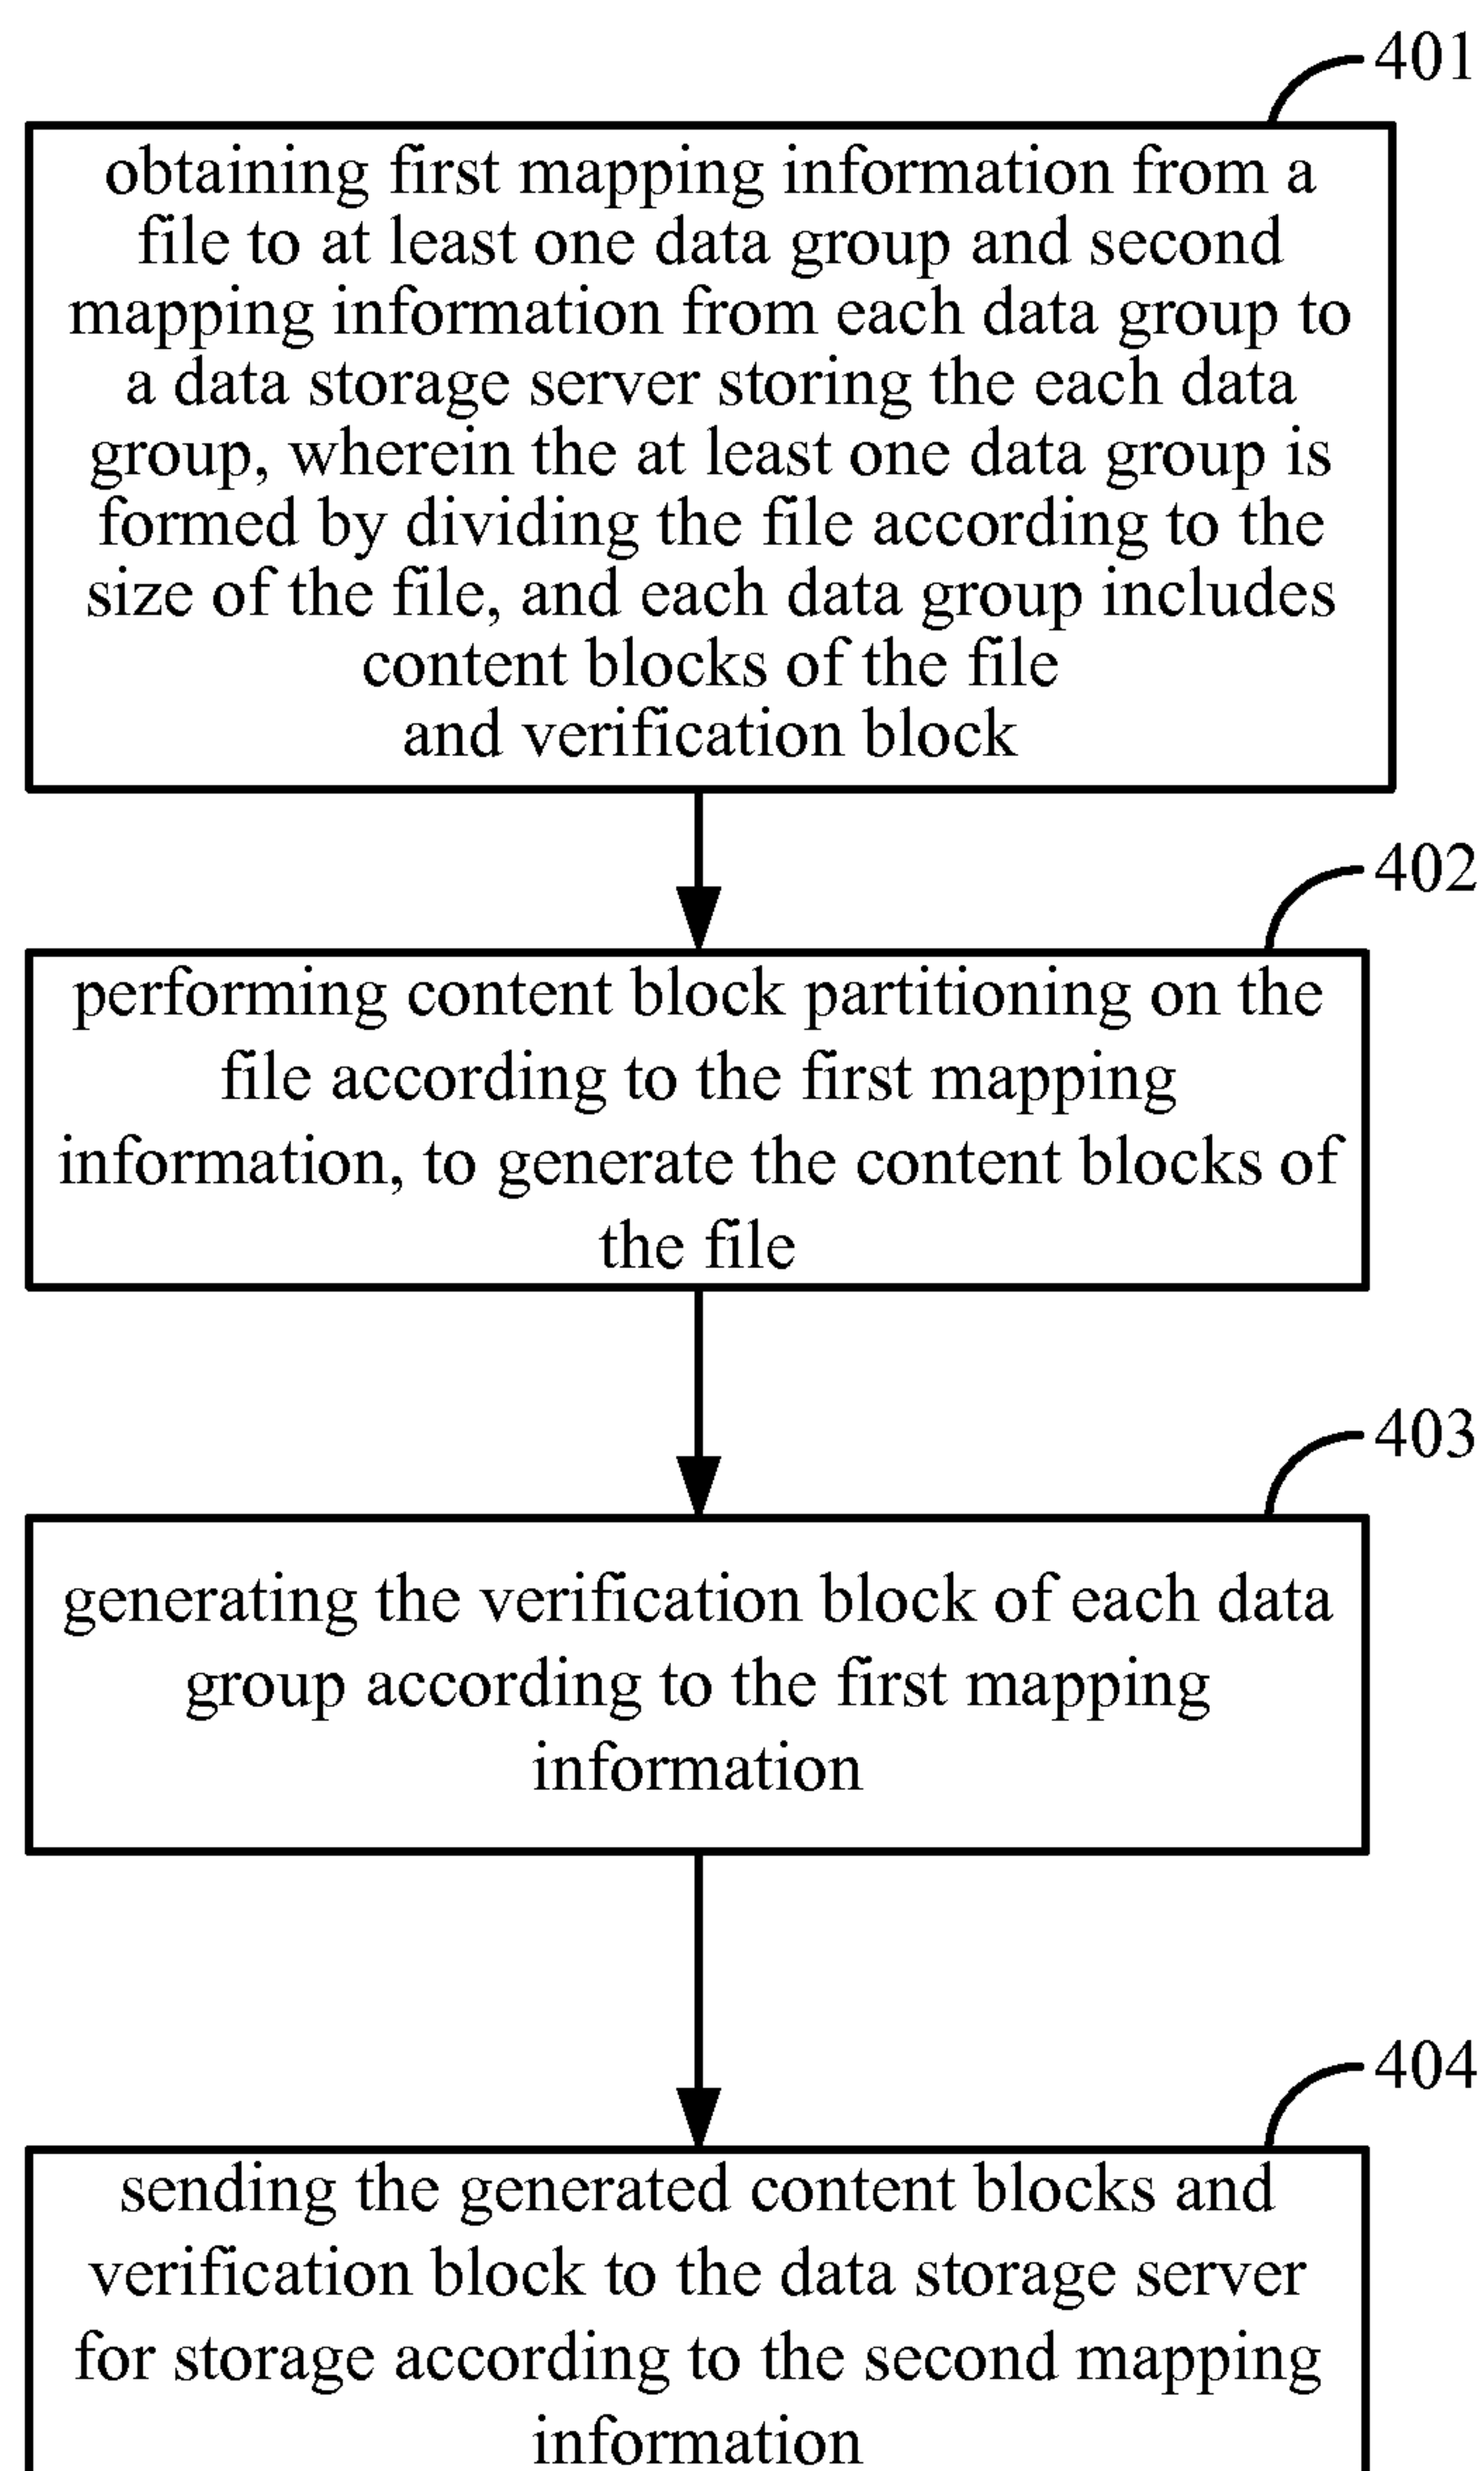 401
obtaining first mapping information from a
file to at least one data group and second
mapping information from each data group to
a data storage server storing the each data
group, wherein the at least one data group is
formed by dividing the file according to the
size of the file, and each data group includes
content blocks of the file
and verification block
402
performing content block partitioning on the
file according to the first mapping
information, to generate the content blocks of
the file
403
generating the verification block of each data
group according to the first mapping
information
404
sending the generated content blocks and
verification block to the data storage server
for storage according to the second mapping
information